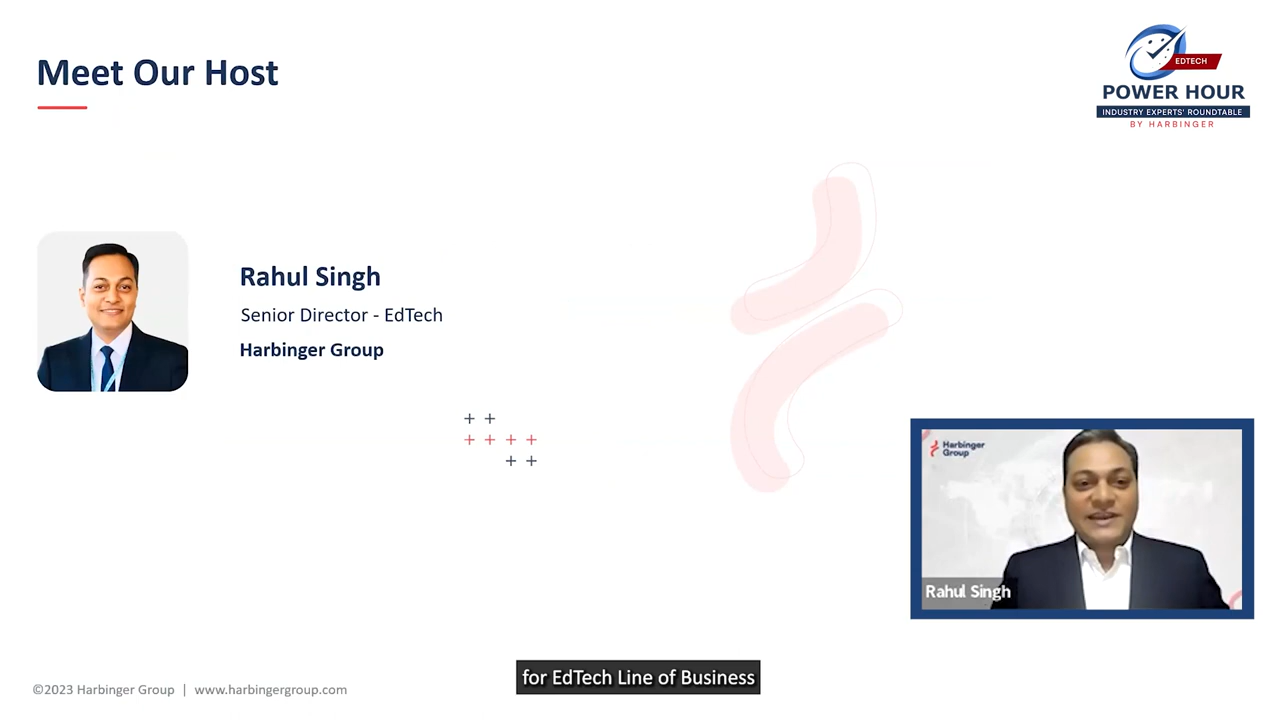 Meet Our Host
EDTECH
POWER HOUR
INDUSTRY EXPERTS' ROUNDTABLE
BY HARBINGER
Rahul Singh
Senior Director - EdTech
Harbinger Group
Harbinger
Group
Rahul Singh
for EdTech Line of Business
©2023 Harbinger Group | www.harbingergroup.com